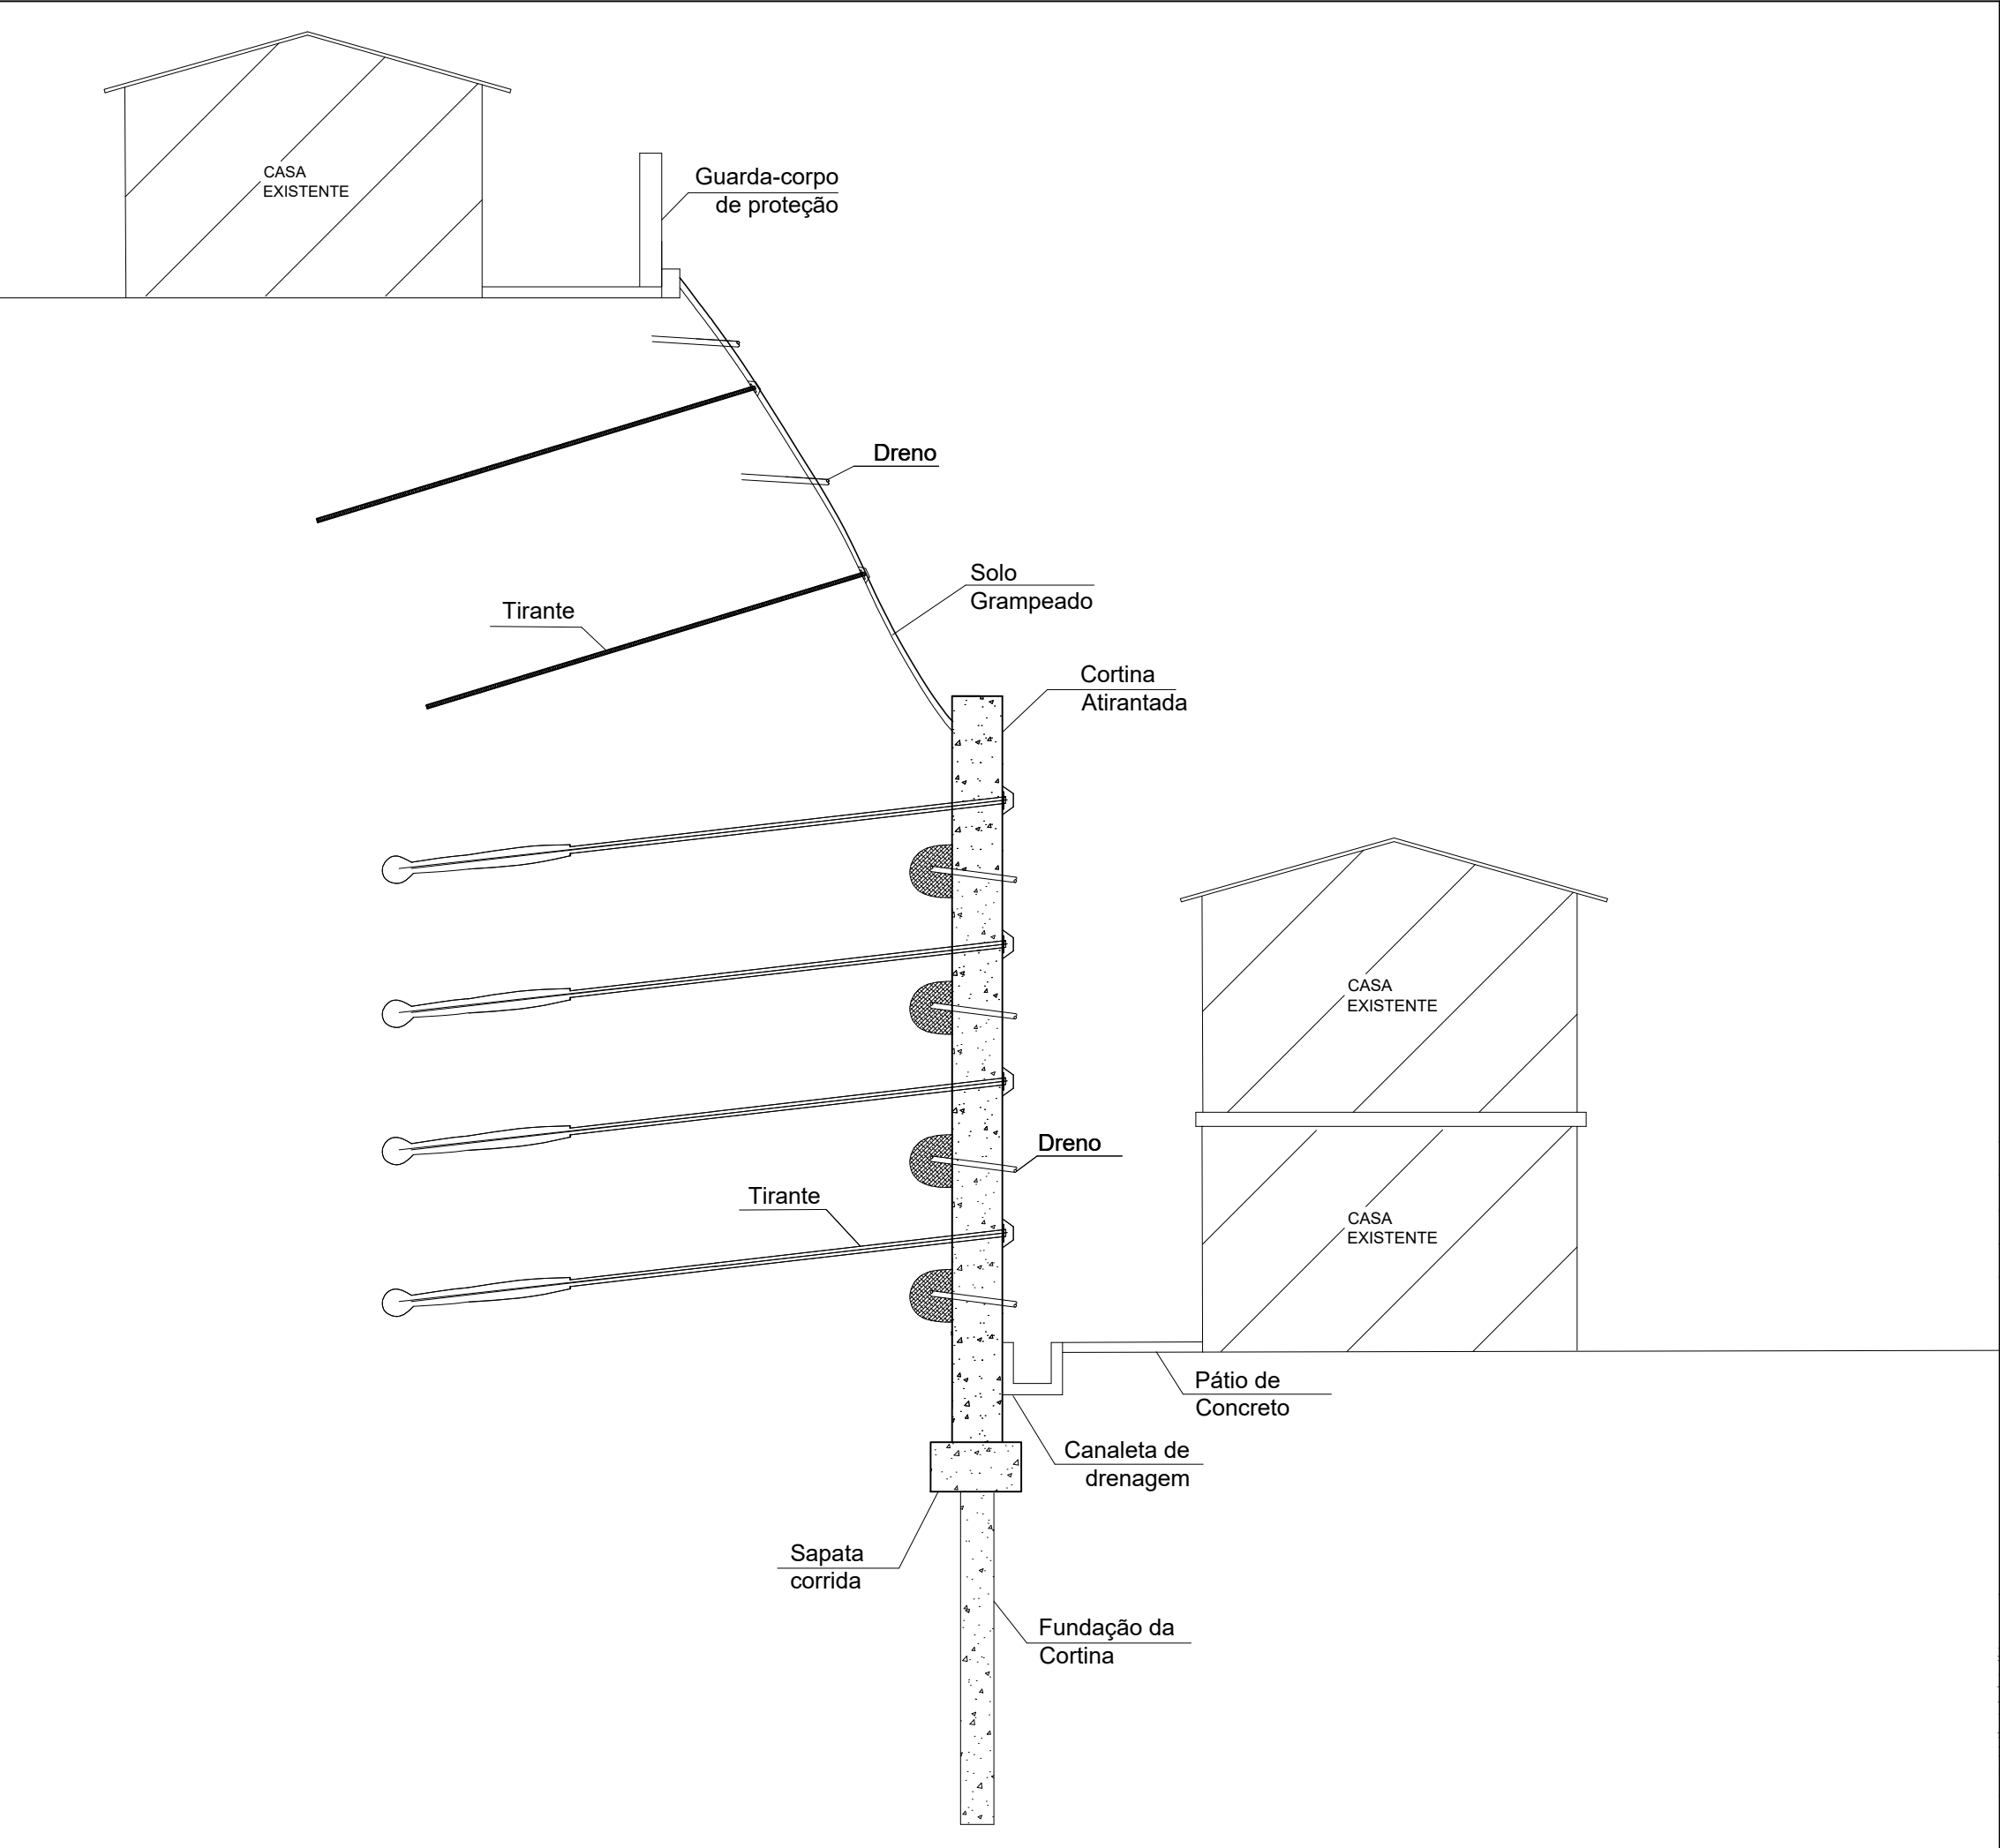 CASA
EXISTENTE
Guarda-corpo
de proteção
Dreno
Solo
Grampeado
Tirante
Cortina
Atirantada
CASA
EXISTENTE
Dreno
Tirante
CASA
EXISTENTE
Pátio de
Concreto
Canaleta de
drenagem
Sapata
corrida
Fundação da
Cortina